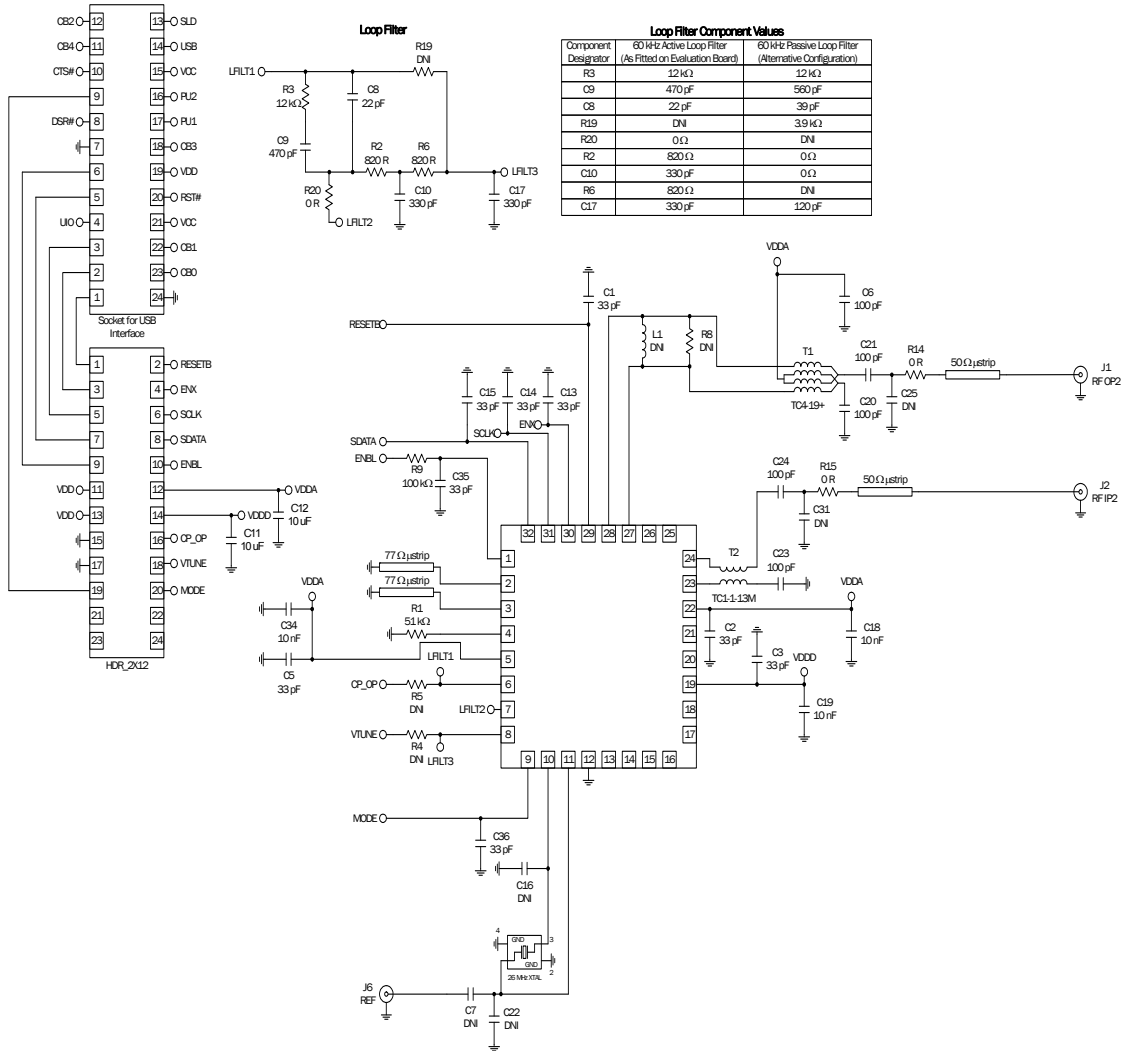 CB2 12 13 SLD
CB4 11 14 USB
CTS# 10 15 VCC
9 16 PU2
DSR# 8 17 PU1
7 18 CB3
6 19 VDD
5 20 RST#
UIO 4 21 VCC
3 22 CB1
2 23 CB0
1 24
Socket for USB
Interface
1 2 RESETB
3 4 ENX
5 6 SCLK
7 8 SDATA
9 10 ENBL
VDD 11 12 VDDA
C12
10 uF
VDD 13 14 VDDD
C11
10 uF
15 16 CP_OP
17 18 VTUNE
19 20 MODE
21 22
23 24
HDR_2X12
Loop Filter
R19
DNI
LFILT1
R3
12 kΩ
C8
22 pF
C9
470 pF
R2
820 R
R6
820 R
LFILT3
R20
0 R
C10
330 pF
C17
330 pF
LFILT2
Loop Filter Component Values
Component Designator 60 kHz Active Loop Filter (As Fitted on Evaluation Board) 60 kHz Passive Loop Filter (Alternative Configuration)
R3 12 kΩ 12 kΩ
C9 470 pF 560 pF
C8 22 pF 39 pF
R19 DNI 3.9 kΩ
R20 0 Ω DNI
R2 820 Ω 0 Ω
C10 330 pF 0 Ω
R6 820 Ω DNI
C17 330 pF 120 pF
VDDA
C6
100 pF
C1
33 pF
RESETB
L1
DNI
R8
DNI
T1
TC4-19+
C21
100 pF
R14
0 R
50 Ω µstrip
J1
RF OP2
C20
100 pF
C25
DNI
C15
33 pF
C14
33 pF
C13
33 pF
ENX
SCLK
SDATA
ENBL
R9
100 kΩ
C35
33 pF
C24
100 pF
R15
0 R
50 Ω µstrip
J2
RF IP2
C31
DNI
32 31 30 29 28 27 26 25
1 24
2 23
3 22
4 21
5 20
6 19
7 18
8 17
9 10 11 12 13 14 15 16
T2
TC1-1-13M
C23
100 pF
77 Ω µstrip
77 Ω µstrip
VDDA
R1
51 kΩ
C34
10 nF
C5
33 pF
LFILT1
CP_OP
R5
DNI
LFILT2
VTUNE
R4
DNI
LFILT3
VDDA
C2
33 pF
C18
10 nF
C3
33 pF
VDDD
C19
10 nF
MODE
C36
33 pF
C16
DNI
4
GND
3
GND
2
26 MHz XTAL
J6
REF
C7
DNI
C22
DNI